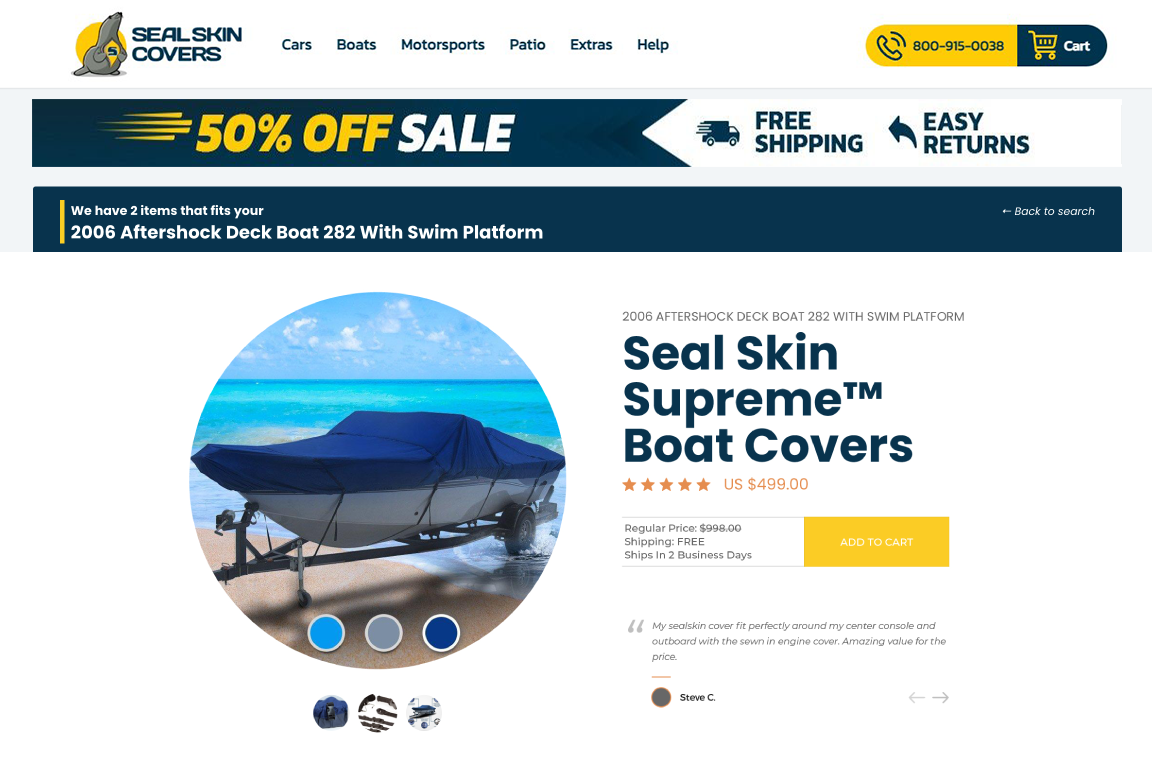 SEAL SKIN
COVERS
S
Cars Boats Motorsports Patio Extras Help
800-915-0038
Cart
50% OFF SALE
FREE
SHIPPING
EASY
RETURNS
We have 2 items that fits your
2006 Aftershock Deck Boat 282 With Swim Platform
← Back to search
2006 AFTERSHOCK DECK BOAT 282 WITH SWIM PLATFORM
Seal Skin
Supreme™
Boat Covers
US $499.00
Regular Price: $998.00
Shipping: FREE
Ships In 2 Business Days
ADD TO CART
“ My sealskin cover fit perfectly around my center console and
outboard with the sewn in engine cover. Amazing value for the
price.
Steve C.